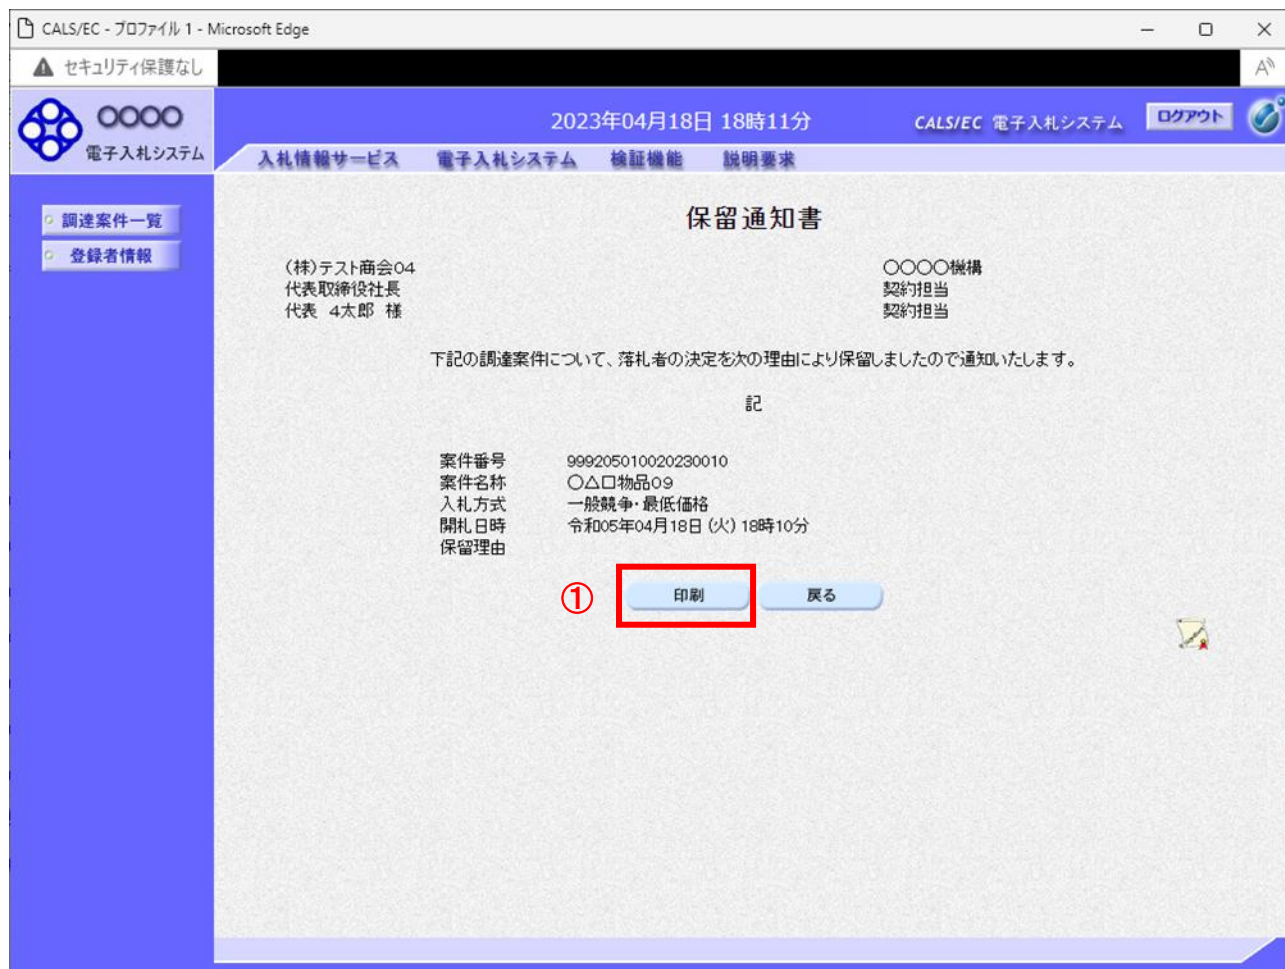 CALS/EC - プロファイル 1 - Microsoft Edge
セキュリティ保護なし
A
〇〇〇〇
電子入札システム
2023年04月18日 18時11分
CALS/EC 電子入札システム
ログアウト
入札情報サービス 電子入札システム 検証機能 説明要求
調達案件一覧
登録者情報
保留通知書
(株)テスト商会04
代表取締役社長
代表 4太郎 様
〇〇〇〇機構
契約担当
契約担当
下記の調達案件について、落札者の決定を次の理由により保留しましたので通知いたします。
記
案件番号 999205010020230010
案件名称 〇△口物品09
入札方式 一般競争・最低価格
開札日時 令和05年04月18日 (火) 18時10分
保留理由
① 印刷 戻る